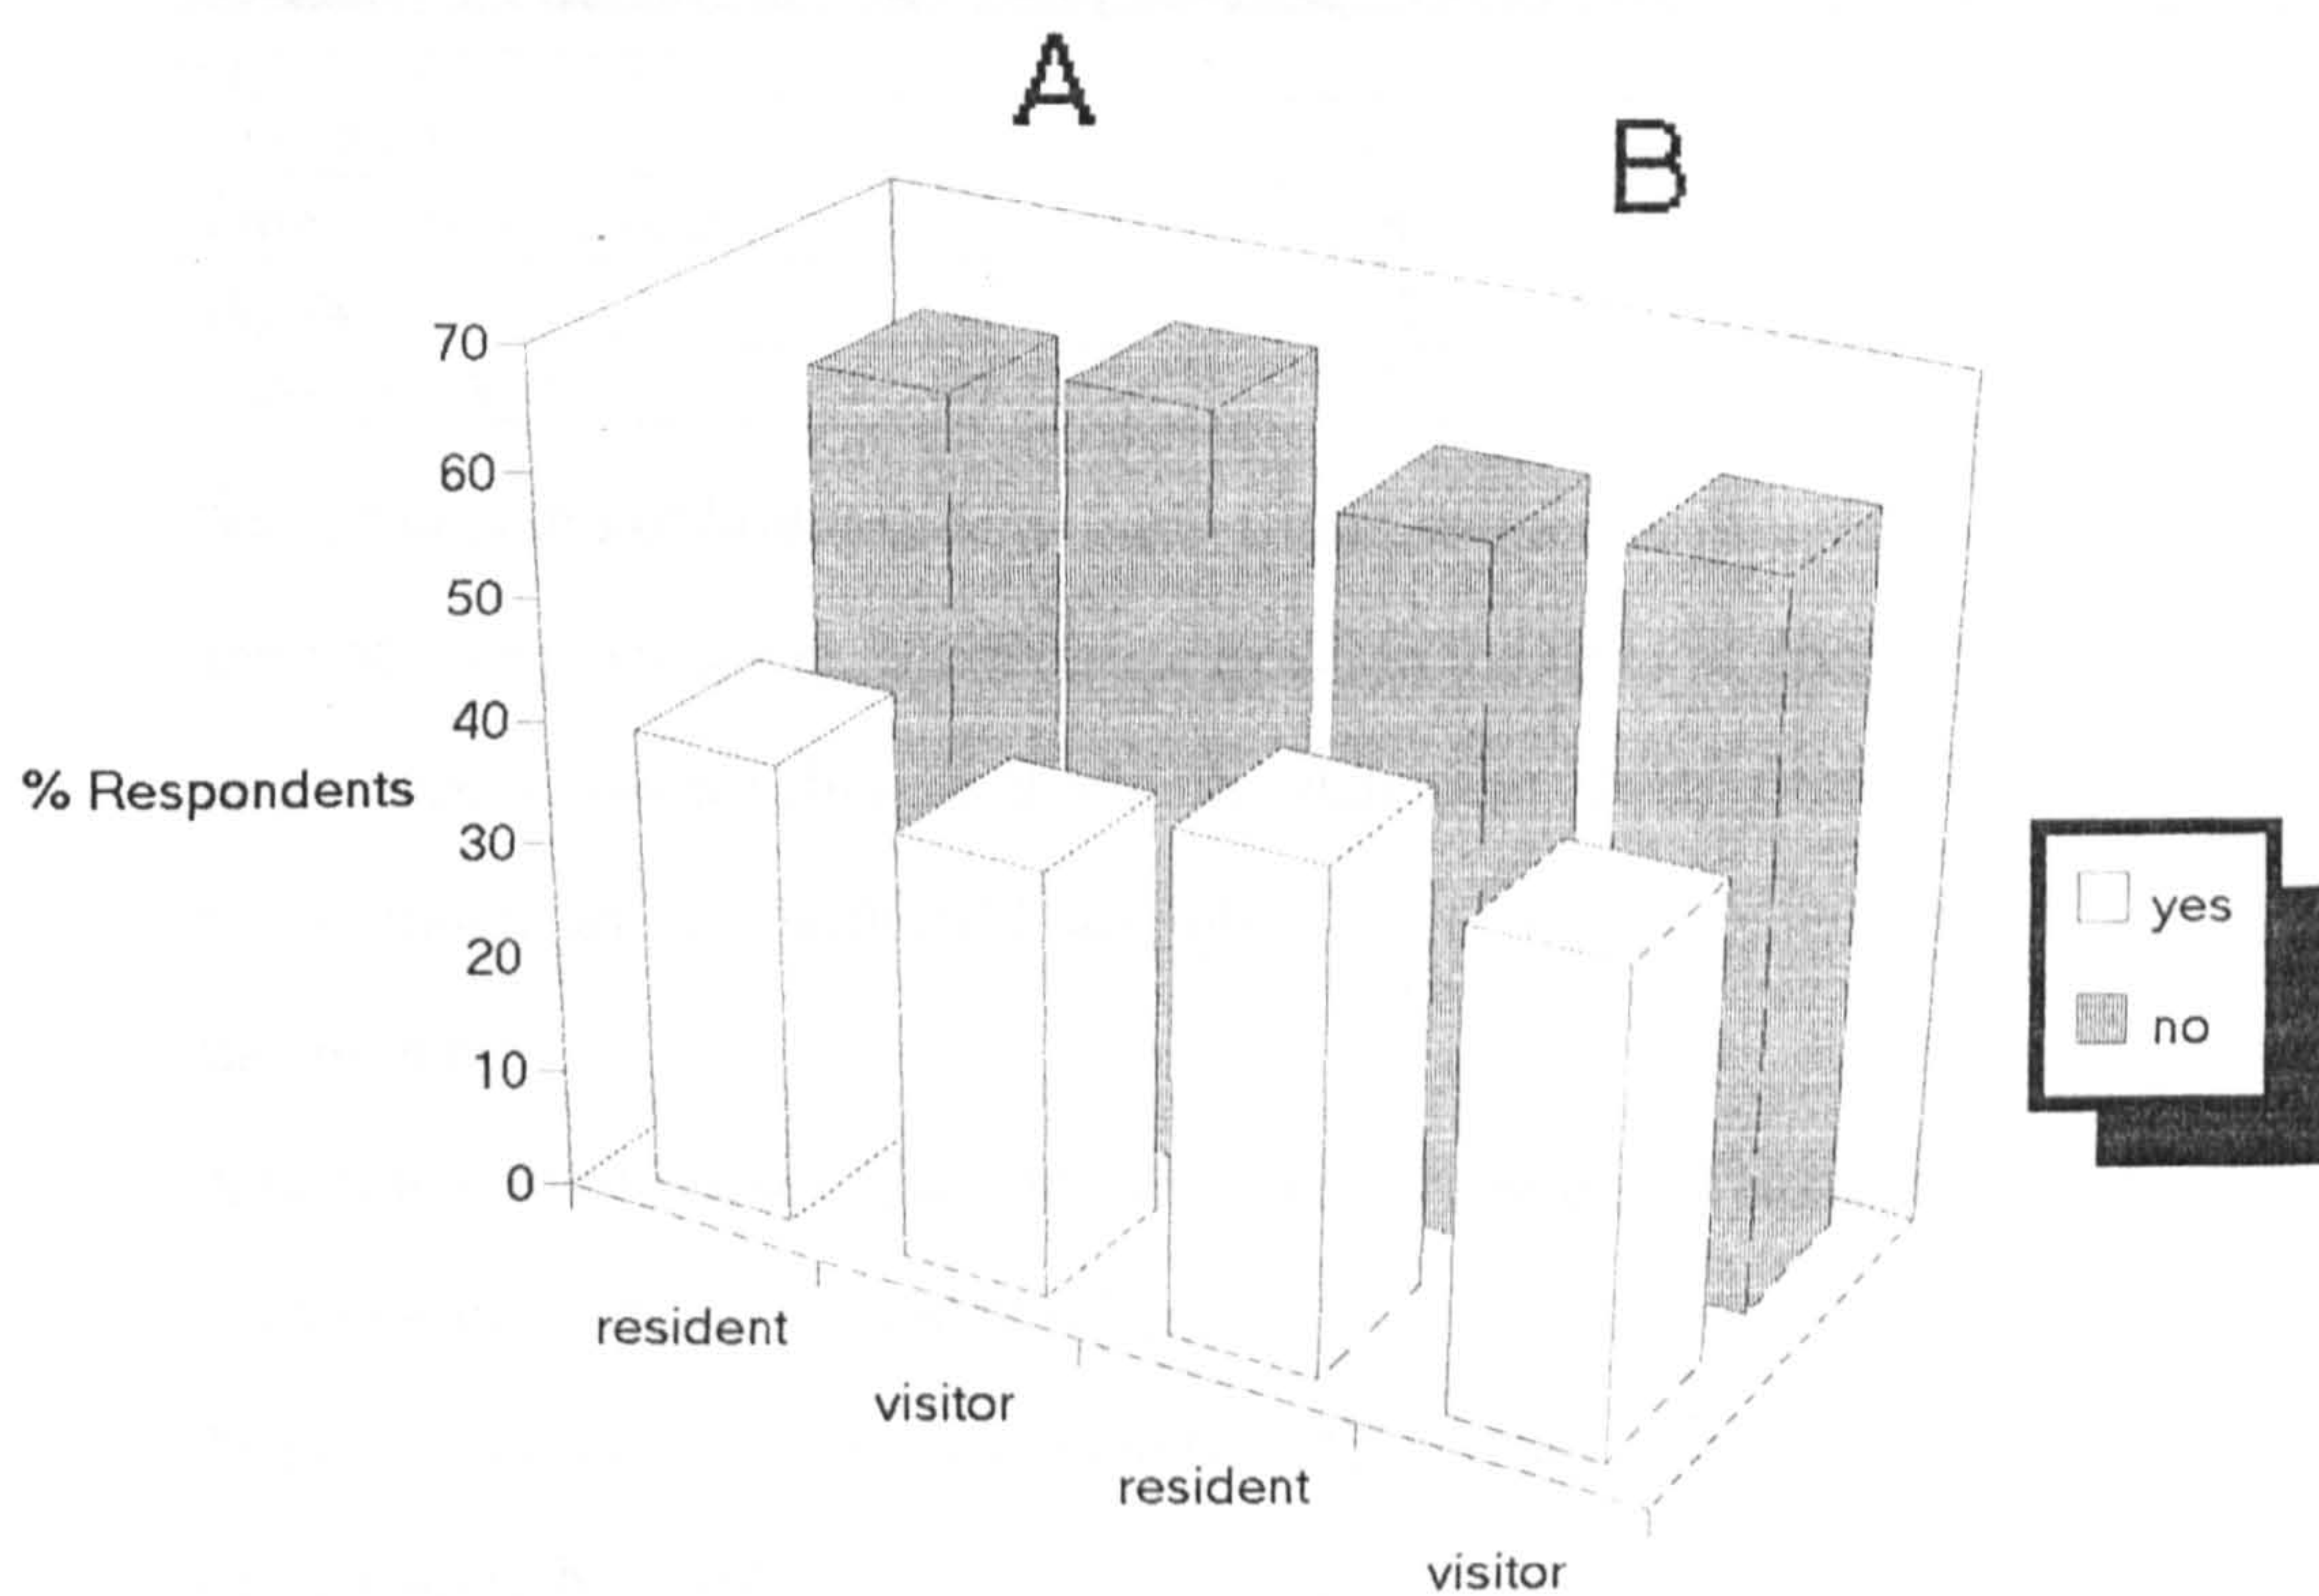 A
B
70
60
50
40
% Respondents
30
20
10
0
yes
no
resident
visitor
resident
visitor